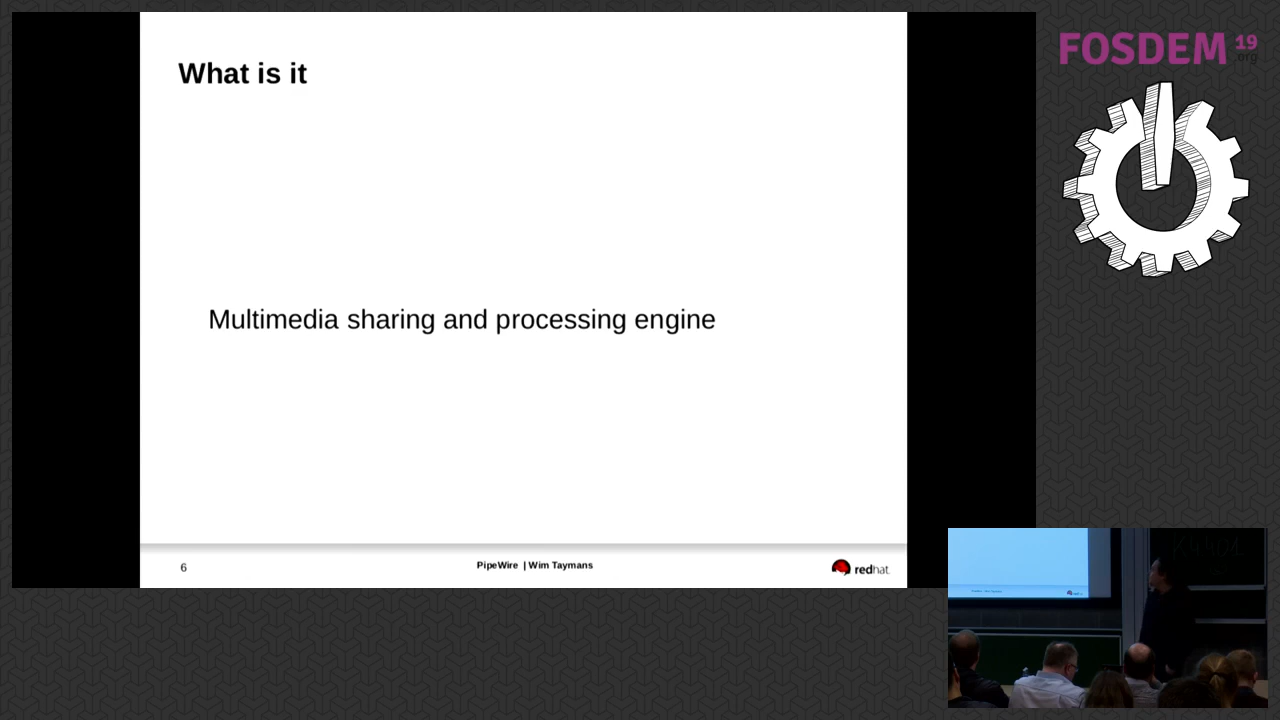 What is it
Multimedia sharing and processing engine
6
PipeWire | Wim Taymans
redhat.
FOSDEM 19
.org